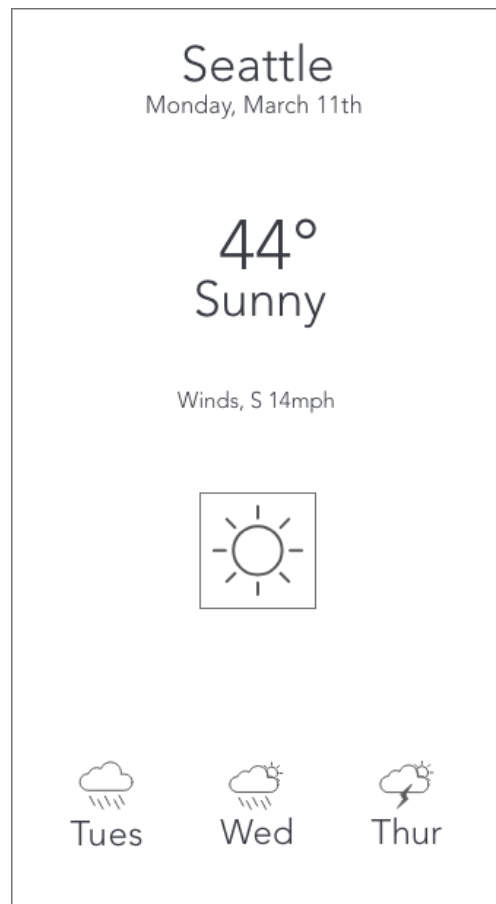 Seattle
Monday, March 11th
44°
Sunny
Winds, S 14mph
Tues Wed Thur